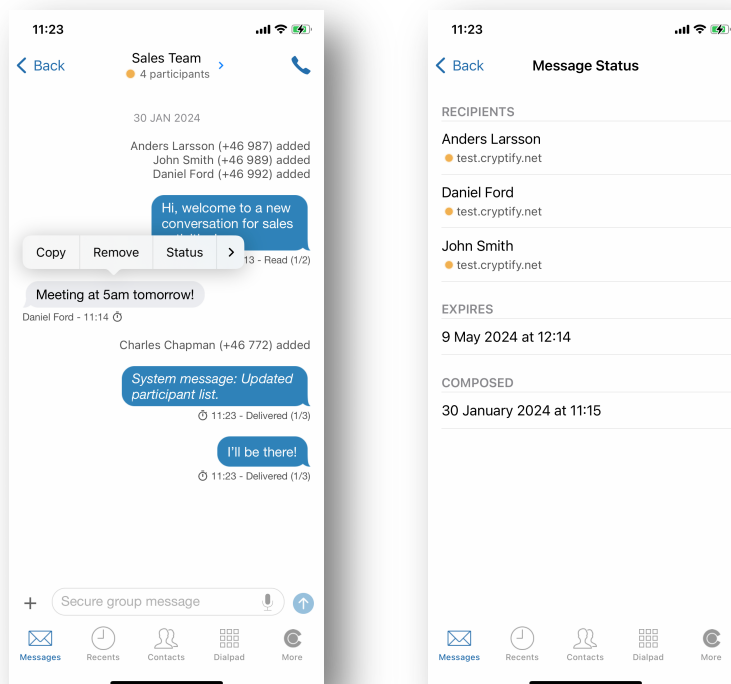 11:23
Back
Sales Team
4 participants
30 JAN 2024
Anders Larsson (+46 987) added
John Smith (+46 989) added
Daniel Ford (+46 992) added
Hi, welcome to a new
conversation for sales
Copy
Remove
Status
13 - Read (1/2)
Meeting at 5am tomorrow!
Daniel Ford - 11:14
Charles Chapman (+46 772) added
System message: Updated
participant list.
11:23 - Delivered (1/3)
I'll be there!
11:23 - Delivered (1/3)
Secure group message
Messages
Recents
Contacts
Dialpad
More
11:23
Back
Message Status
RECIPIENTS
Anders Larsson
test.cryptify.net
Daniel Ford
test.cryptify.net
John Smith
test.cryptify.net
EXPIRES
9 May 2024 at 12:14
COMPOSED
30 January 2024 at 11:15
Messages
Recents
Contacts
Dialpad
More